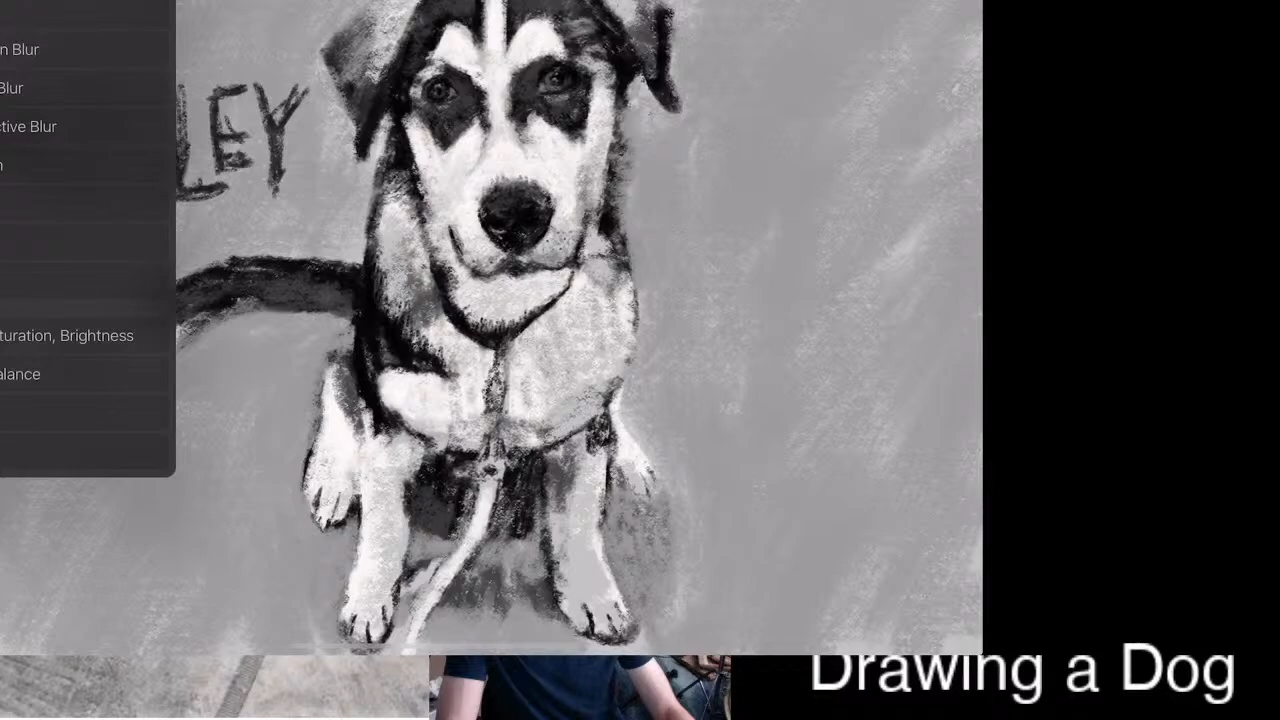 n Blur
Blur
ctive Blur
n
LEY
turation, Brightness
alance
Drawing a Dog